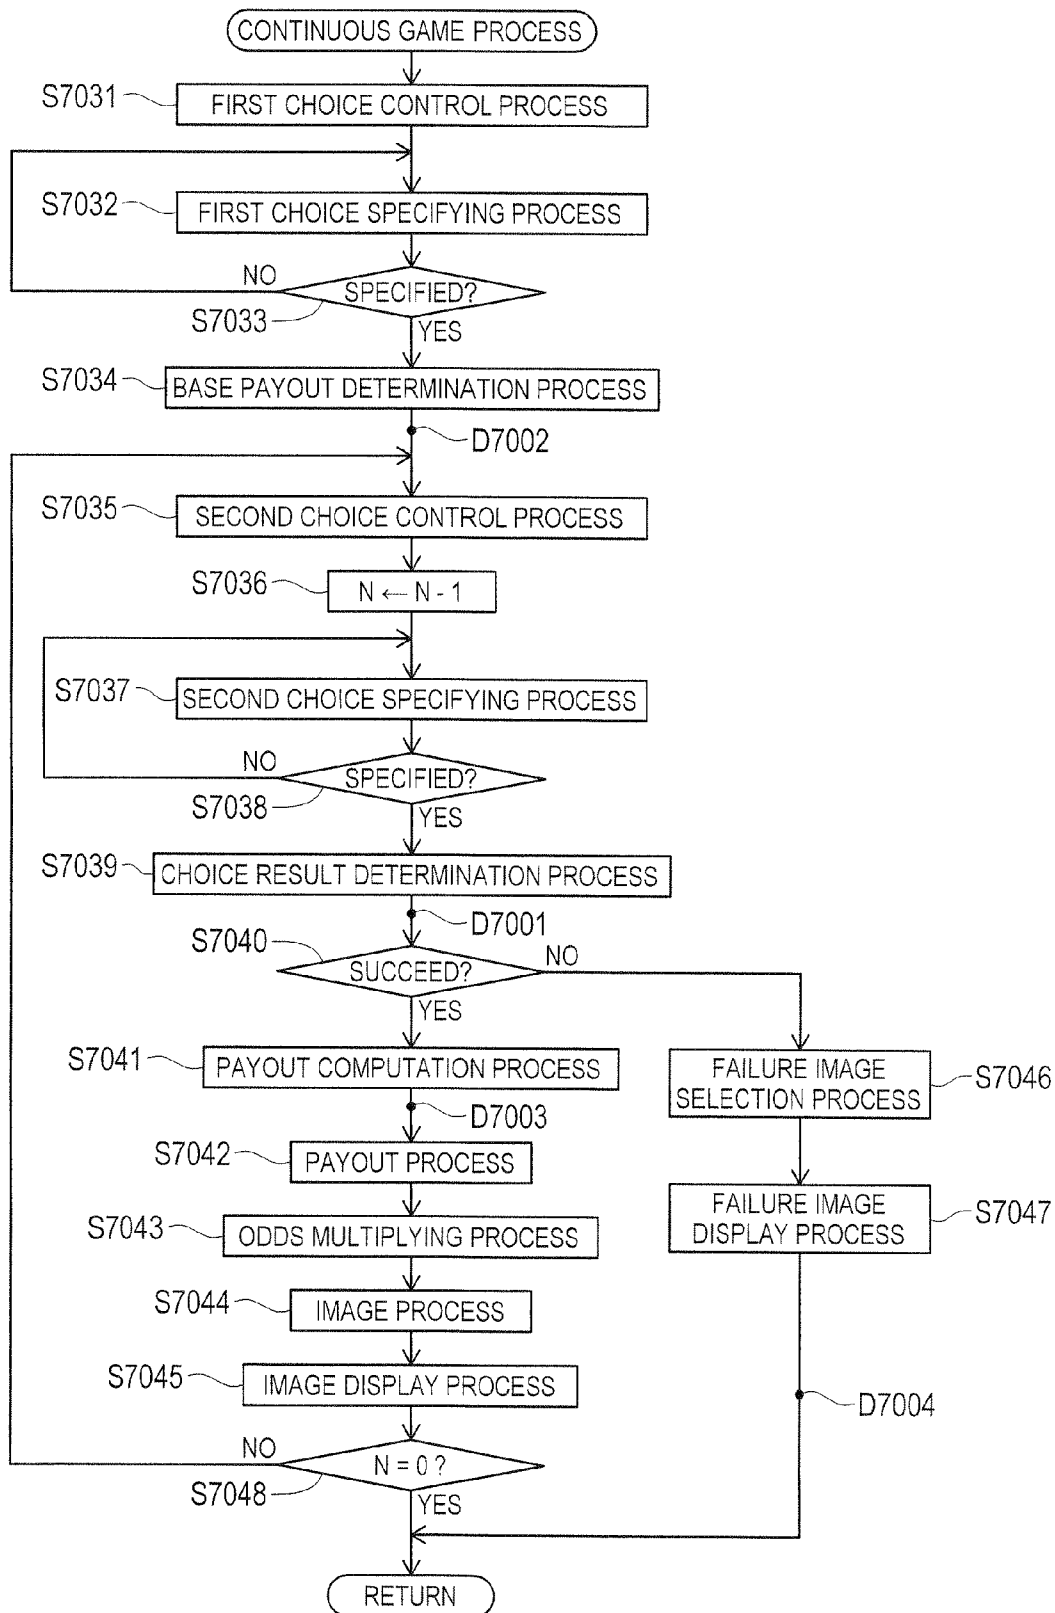 CONTINUOUS GAME PROCESS
S7031
FIRST CHOICE CONTROL PROCESS
S7032
FIRST CHOICE SPECIFYING PROCESS
NO
SPECIFIED?
S7033
YES
S7034
BASE PAYOUT DETERMINATION PROCESS
D7002
S7035
SECOND CHOICE CONTROL PROCESS
S7036
N ← N - 1
S7037
SECOND CHOICE SPECIFYING PROCESS
NO
SPECIFIED?
S7038
YES
S7039
CHOICE RESULT DETERMINATION PROCESS
D7001
S7040
SUCCEED?
NO
YES
S7041
PAYOUT COMPUTATION PROCESS
D7003
S7042
PAYOUT PROCESS
S7043
ODDS MULTIPLYING PROCESS
S7044
IMAGE PROCESS
S7045
IMAGE DISPLAY PROCESS
NO
N = 0 ?
S7048
YES
FAILURE IMAGE
SELECTION PROCESS
S7046
FAILURE IMAGE
DISPLAY PROCESS
S7047
D7004
RETURN